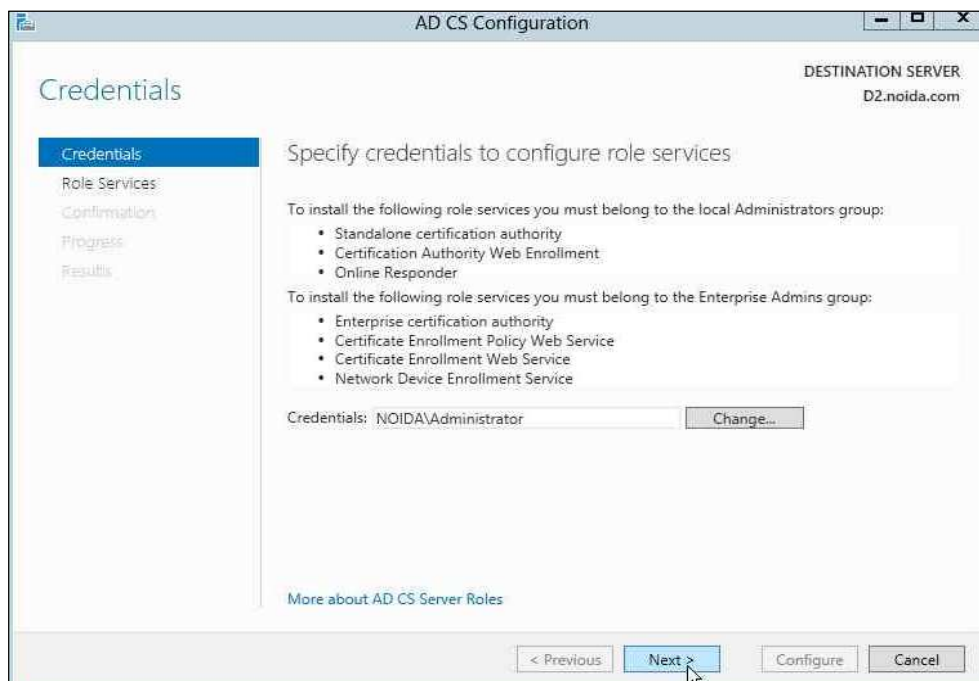 AD CS Configuration
DESTINATION SERVER
D2.noida.com
Credentials
Credentials
Role Services
Confirmation
Progress
Results
Specify credentials to configure role services
To install the following role services you must belong to the local Administrators group:
• Standalone certification authority
• Certification Authority Web Enrollment
• Online Responder
To install the following role services you must belong to the Enterprise Admins group:
• Enterprise certification authority
• Certificate Enrollment Policy Web Service
• Certificate Enrollment Web Service
• Network Device Enrollment Service
Credentials: NOIDA\Administrator Change...
More about AD CS Server Roles
< Previous Next > Configure Cancel